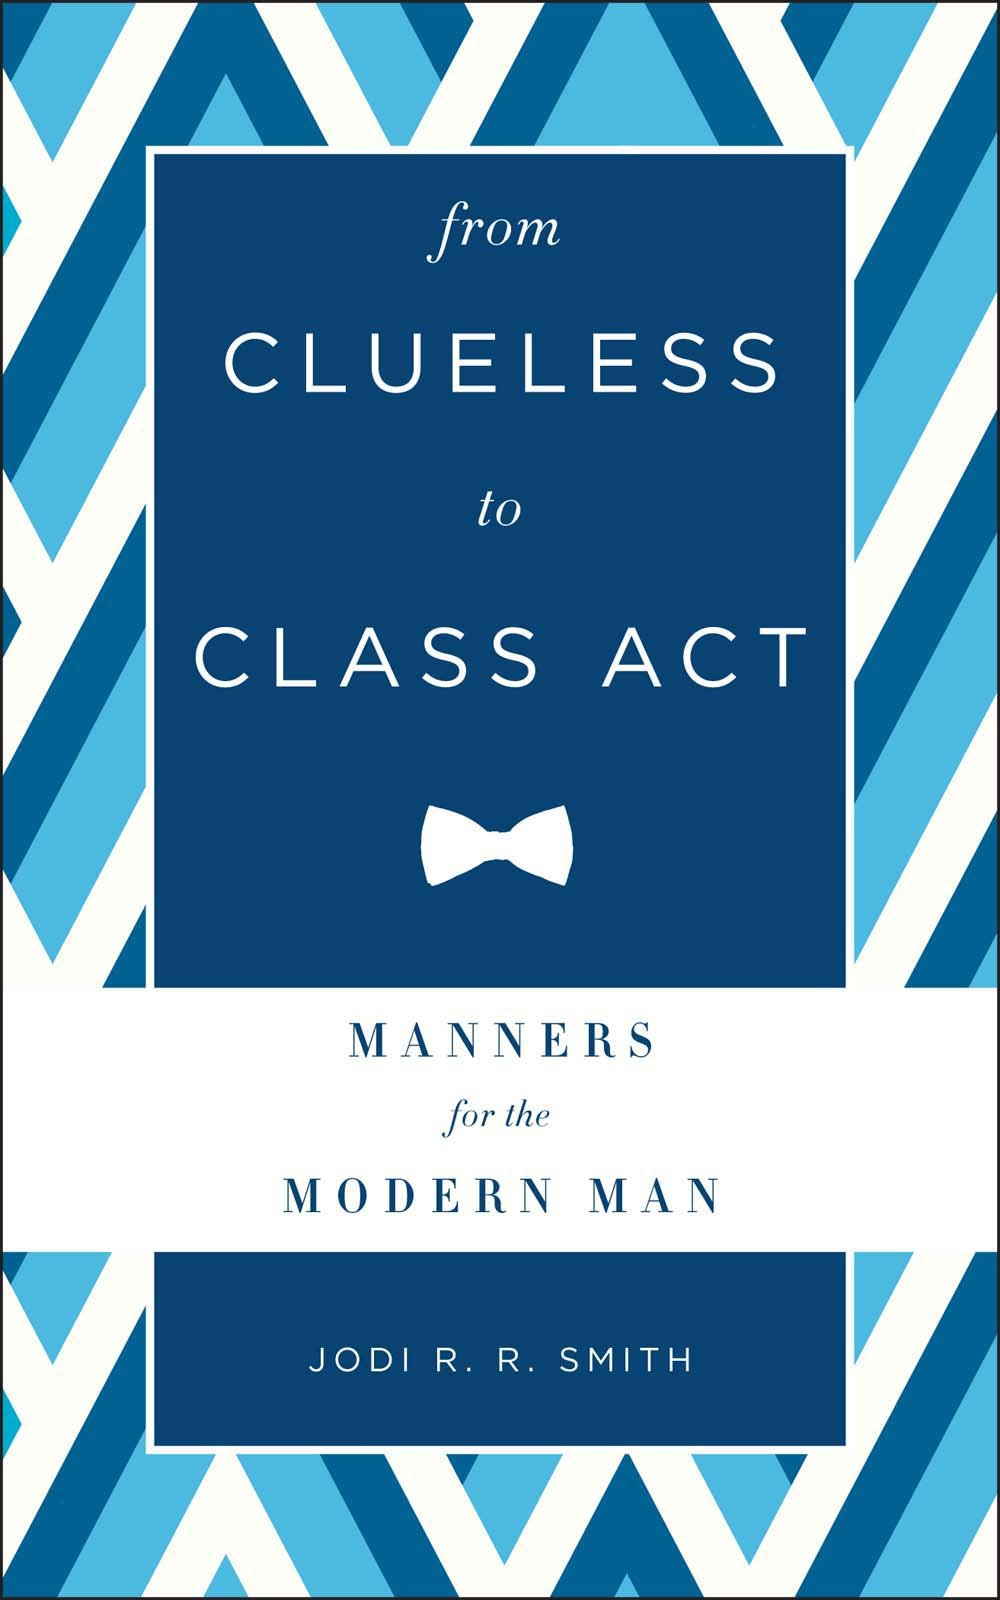 from
CLUELESS
to
CLASS ACT
MANNERS
for the
MODERN MAN
JODI R. R. SMITH